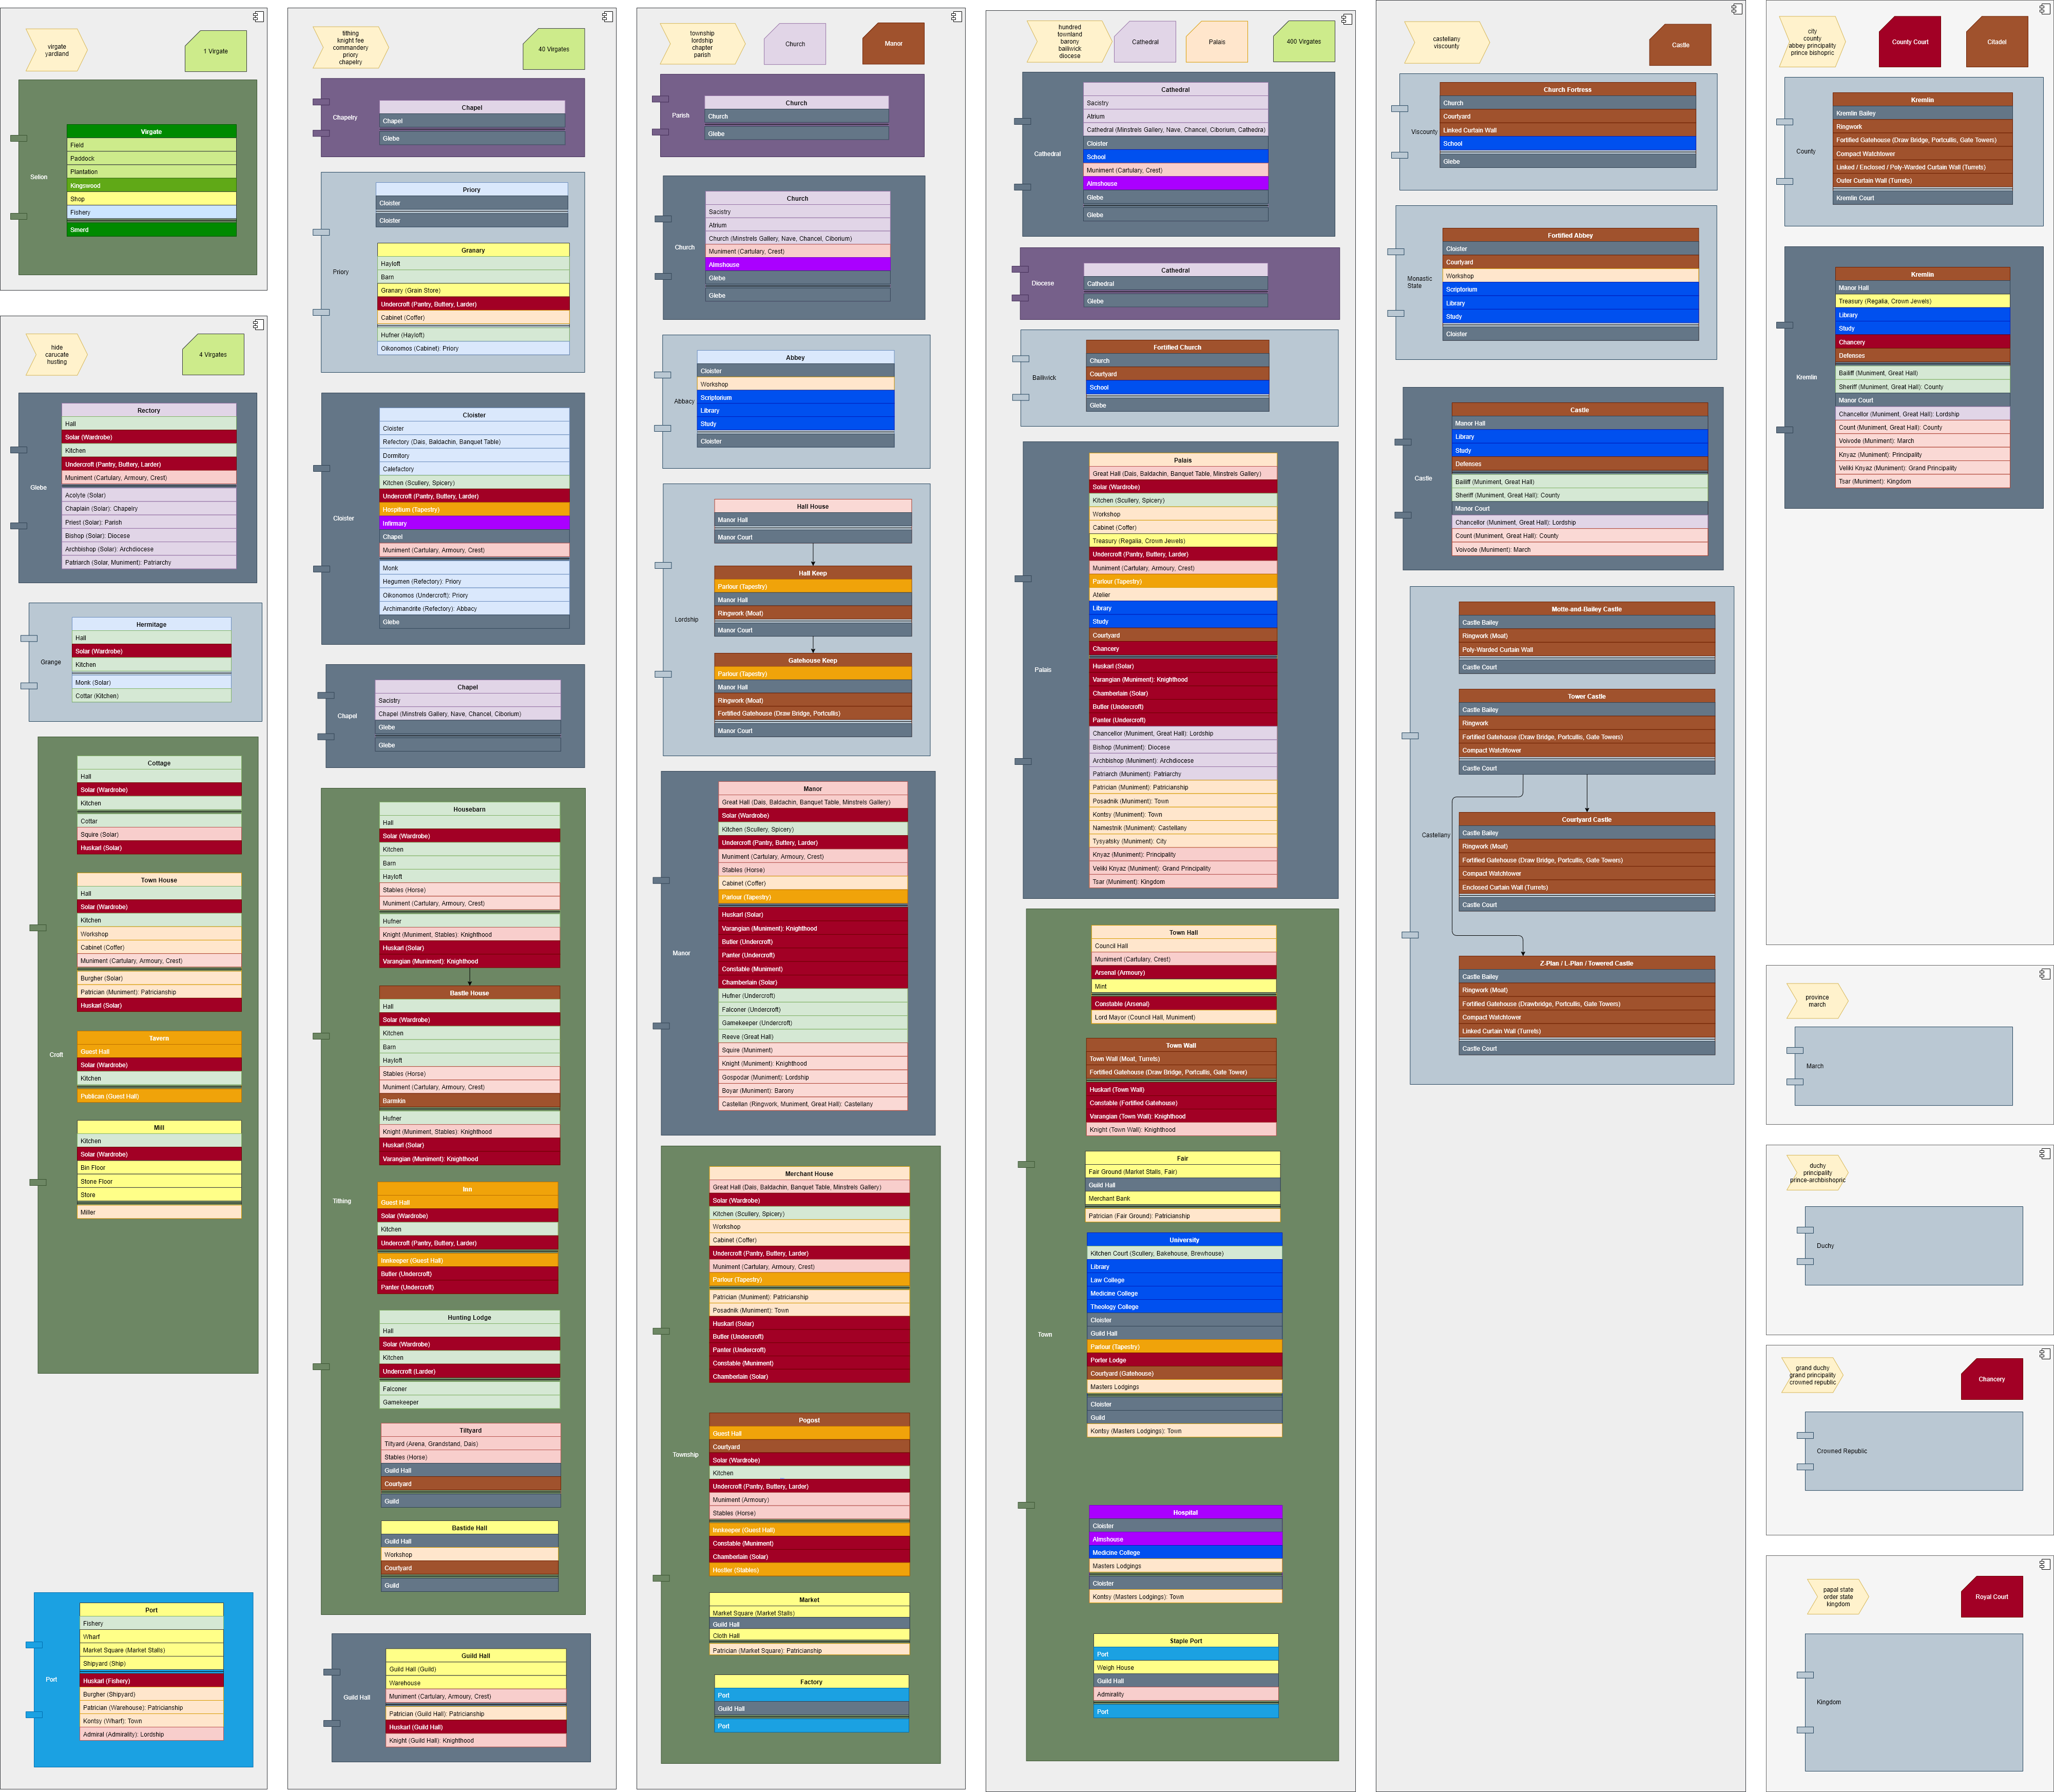 virgate
yardland
1 Virgate
Selion
Virgate
Field
Paddock
Plantation
Kingswood
Shop
Fishery
Smerd
hide
carucate
husting
4 Virgates
Glebe
Rectory
Hall
Solar (Wardrobe)
Kitchen
Undercroft (Pantry, Buttery, Larder)
Muniment (Cartulary, Armoury, Crest)
Acolyte (Solar)
Chaplain (Solar): Chapelry
Priest (Solar): Parish
Bishop (Solar): Diocese
Archbishop (Solar): Archdiocese
Patriarch (Solar, Muniment): Patriarchy
Grange
Hermitage
Hall
Solar (Wardrobe)
Kitchen
Monk (Solar)
Cottar (Kitchen)
Croft
Cottage
Hall
Solar (Wardrobe)
Kitchen
Cottar
Squire (Solar)
Huskarl (Solar)
Town House
Hall
Solar (Wardrobe)
Kitchen
Workshop
Cabinet (Coffer)
Muniment (Cartulary, Armoury, Crest)
Burgher (Solar)
Patrician (Muniment): Patricianship
Huskarl (Solar)
Tavern
Guest Hall
Solar (Wardrobe)
Kitchen
Publican (Guest Hall)
Mill
Kitchen
Solar (Wardrobe)
Bin Floor
Stone Floor
Store
Miller
Port
Port
Fishery
Wharf
Market Square (Market Stalls)
Shipyard (Ship)
Huskarl (Fishery)
Burgher (Shipyard)
Patrician (Warehouse): Patricianship
Kontsy (Wharf): Town
Admiral (Admirality): Lordship
tithing
knight fee
commandery
priory
chapelry
40 Virgates
Chapelry
Chapel
Chapel
Glebe
Priory
Priory
Cloister
Cloister
Granary
Hayloft
Barn
Granary (Grain Store)
Undercroft (Pantry, Buttery, Larder)
Cabinet (Coffer)
Hufner (Hayloft)
Oikonomos (Cabinet): Priory
Cloister
Cloister
Cloister
Refectory (Dais, Baldachin, Banquet Table)
Dormitory
Calefactory
Kitchen (Scullery, Spicery)
Undercroft (Pantry, Buttery, Larder)
Hospitium (Tapestry)
Infirmary
Chapel
Muniment (Cartulary, Armoury, Crest)
Monk
Hegumen (Refectory): Priory
Oikonomos (Undercroft): Priory
Archimandrite (Refectory): Abbacy
Glebe
Chapel
Chapel
Sacistry
Chapel (Minstrels Gallery, Nave, Chancel, Ciborium)
Glebe
Glebe
Tithing
Housebarn
Hall
Solar (Wardrobe)
Kitchen
Barn
Hayloft
Stables (Horse)
Muniment (Cartulary, Armoury, Crest)
Hufner
Knight (Muniment, Stables): Knighthood
Huskarl (Solar)
Varangian (Muniment): Knighthood
Bastle House
Hall
Solar (Wardrobe)
Kitchen
Barn
Hayloft
Stables (Horse)
Muniment (Cartulary, Armoury, Crest)
Barmkin
Hufner
Knight (Muniment, Stables): Knighthood
Huskarl (Solar)
Varangian (Muniment): Knighthood
Inn
Guest Hall
Solar (Wardrobe)
Kitchen
Undercroft (Pantry, Buttery, Larder)
Innkeeper (Guest Hall)
Butler (Undercroft)
Panter (Undercroft)
Hunting Lodge
Hall
Solar (Wardrobe)
Kitchen
Undercroft (Larder)
Falconer
Gamekeeper
Tiltyard
Tiltyard (Arena, Grandstand, Dais)
Stables (Horse)
Guild Hall
Courtyard
Guild
Bastide Hall
Guild Hall
Workshop
Courtyard
Guild
Guild Hall
Guild Hall
Guild Hall (Guild)
Warehouse
Muniment (Cartulary, Armoury, Crest)
Patrician (Guild Hall): Patricianship
Huskarl (Guild Hall)
Knight (Guild Hall): Knighthood
township
lordship
chapter
parish
Church
Manor
Parish
Church
Church
Glebe
Church
Church
Sacistry
Atrium
Church (Minstrels Gallery, Nave, Chancel, Ciborium)
Muniment (Cartulary, Crest)
Almshouse
Glebe
Glebe
Abbacy
Abbey
Cloister
Workshop
Scriptorium
Library
Study
Cloister
Lordship
Hall House
Manor Hall
Manor Court
Hall Keep
Parlour (Tapestry)
Manor Hall
Ringwork (Moat)
Manor Court
Gatehouse Keep
Parlour (Tapestry)
Manor Hall
Ringwork (Moat)
Fortified Gatehouse (Draw Bridge, Portcullis)
Manor Court
Manor
Manor
Great Hall (Dais, Baldachin, Banquet Table, Minstrels Gallery)
Solar (Wardrobe)
Kitchen (Scullery, Spicery)
Undercroft (Pantry, Buttery, Larder)
Muniment (Cartulary, Armoury, Crest)
Stables (Horse)
Cabinet (Coffer)
Parlour (Tapestry)
Huskarl (Solar)
Varangian (Muniment): Knighthood
Butler (Undercroft)
Panter (Undercroft)
Constable (Muniment)
Chamberlain (Solar)
Hufner (Undercroft)
Falconer (Undercroft)
Gamekeeper (Undercroft)
Reeve (Great Hall)
Squire (Muniment)
Knight (Muniment): Knighthood
Gospodar (Muniment): Lordship
Boyar (Muniment): Barony
Castellan (Ringwork, Muniment, Great Hall): Castellany
Township
Merchant House
Great Hall (Dais, Baldachin, Banquet Table, Minstrels Gallery)
Solar (Wardrobe)
Kitchen (Scullery, Spicery)
Workshop
Cabinet (Coffer)
Undercroft (Pantry, Buttery, Larder)
Muniment (Cartulary, Armoury, Crest)
Parlour (Tapestry)
Patrician (Muniment): Patricianship
Posadnik (Muniment): Town
Huskarl (Solar)
Butler (Undercroft)
Panter (Undercroft)
Constable (Muniment)
Chamberlain (Solar)
Pogost
Guest Hall
Courtyard
Solar (Wardrobe)
Kitchen
Undercroft (Pantry, Buttery, Larder)
Muniment (Armoury)
Stables (Horse)
Innkeeper (Guest Hall)
Constable (Muniment)
Chamberlain (Solar)
Hostler (Stables)
Market
Market Square (Market Stalls)
Guild Hall
Cloth Hall
Patrician (Market Square): Patricianship
Factory
Port
Guild Hall
Port
hundred
townland
barony
bailiwick
diocese
Cathedral
Palais
400 Virgates
Cathedral
Cathedral
Sacistry
Atrium
Cathedral (Minstrels Gallery, Nave, Chancel, Ciborium, Cathedra)
Cloister
School
Muniment (Cartulary, Crest)
Almshouse
Glebe
Glebe
Diocese
Cathedral
Cathedral
Glebe
Bailiwick
Fortified Church
Church
Courtyard
School
Glebe
Palais
Palais
Great Hall (Dais, Baldachin, Banquet Table, Minstrels Gallery)
Solar (Wardrobe)
Kitchen (Scullery, Spicery)
Workshop
Cabinet (Coffer)
Treasury (Regalia, Crown Jewels)
Undercroft (Pantry, Buttery, Larder)
Muniment (Cartulary, Armoury, Crest)
Parlour (Tapestry)
Atelier
Library
Study
Courtyard
Chancery
Huskarl (Solar)
Varangian (Muniment): Knighthood
Chamberlain (Solar)
Butler (Undercroft)
Panter (Undercroft)
Chancellor (Muniment, Great Hall): Lordship
Bishop (Muniment): Diocese
Archbishop (Muniment): Archdiocese
Patriarch (Muniment): Patriarchy
Patrician (Muniment): Patricianship
Posadnik (Muniment): Town
Kontsy (Muniment): Town
Namestnik (Muniment): Castellany
Tysyatsky (Muniment): City
Knyaz (Muniment): Principality
Veliki Knyaz (Muniment): Grand Principality
Tsar (Muniment): Kingdom
Town
Town Hall
Council Hall
Muniment (Cartulary, Crest)
Arsenal (Armoury)
Mint
Constable (Arsenal)
Lord Mayor (Council Hall, Muniment)
Town Wall
Town Wall (Moat, Turrets)
Fortified Gatehouse (Draw Bridge, Portcullis, Gate Tower)
Huskarl (Town Wall)
Constable (Fortified Gatehouse)
Varangian (Town Wall): Knighthood
Knight (Town Wall): Knighthood
Fair
Fair Ground (Market Stalls, Fair)
Guild Hall
Merchant Bank
Patrician (Fair Ground): Patricianship
University
Kitchen Court (Scullery, Bakehouse, Brewhouse)
Library
Law College
Medicine College
Theology College
Cloister
Guild Hall
Parlour (Tapestry)
Porter Lodge
Courtyard (Gatehouse)
Masters Lodgings
Cloister
Guild
Kontsy (Masters Lodgings): Town
Hospital
Cloister
Almshouse
Medicine College
Masters Lodgings
Cloister
Kontsy (Masters Lodgings): Town
Staple Port
Port
Weigh House
Guild Hall
Admirality
Port
castellany
viscounty
Castle
Viscounty
Church Fortress
Church
Courtyard
Linked Curtain Wall
School
Glebe
Monastic
State
Fortified Abbey
Cloister
Courtyard
Workshop
Scriptorium
Library
Study
Cloister
Castle
Castle
Manor Hall
Library
Study
Defenses
Bailiff (Muniment, Great Hall)
Sheriff (Muniment, Great Hall): County
Manor Court
Chancellor (Muniment, Great Hall): Lordship
Count (Muniment, Great Hall): County
Voivode (Muniment): March
Castellany
Motte-and-Bailey Castle
Castle Bailey
Ringwork (Moat)
Poly-Warded Curtain Wall
Castle Court
Tower Castle
Castle Bailey
Ringwork
Fortified Gatehouse (Draw Bridge, Portcullis, Gate Towers)
Compact Watchtower
Castle Court
Courtyard Castle
Castle Bailey
Ringwork (Moat)
Fortified Gatehouse (Draw Bridge, Portcullis, Gate Towers)
Compact Watchtower
Enclosed Curtain Wall (Turrets)
Castle Court
Z-Plan / L-Plan / Towered Castle
Castle Bailey
Ringwork (Moat)
Fortified Gatehouse (Drawbridge, Portcullis, Gate Towers)
Compact Watchtower
Linked Curtain Wall (Turrets)
Castle Court
city
county
abbey principality
prince bishopric
County Court
Citadel
County
Kremlin
Kremlin Bailey
Ringwork
Fortified Gatehouse (Draw Bridge, Portcullis, Gate Towers)
Compact Watchtower
Linked / Enclosed / Poly-Warded Curtain Wall (Turrets)
Outer Curtain Wall (Turrets)
Kremlin Court
Kremlin
Kremlin
Manor Hall
Treasury (Regalia, Crown Jewels)
Library
Study
Chancery
Defenses
Bailiff (Muniment, Great Hall)
Sheriff (Muniment, Great Hall): County
Manor Court
Chancellor (Muniment, Great Hall): Lordship
Count (Muniment, Great Hall): County
Voivode (Muniment): March
Knyaz (Muniment): Principality
Veliki Knyaz (Muniment): Grand Principality
Tsar (Muniment): Kingdom
province
march
March
duchy
principality
prince-archbishopric
Duchy
grand duchy
grand principality
crowned republic
Chancery
Crowned Republic
papal state
order state
kingdom
Royal Court
Kingdom